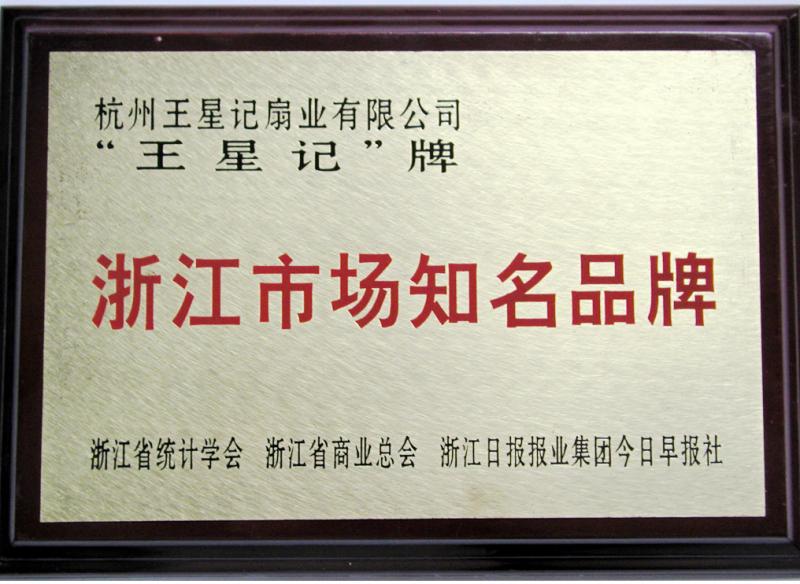 杭州王星记扇业有限公司
“王星记”牌
浙江市场知名品牌
浙江省统计学会 浙江省商业总会 浙江日报报业集团今日早报社